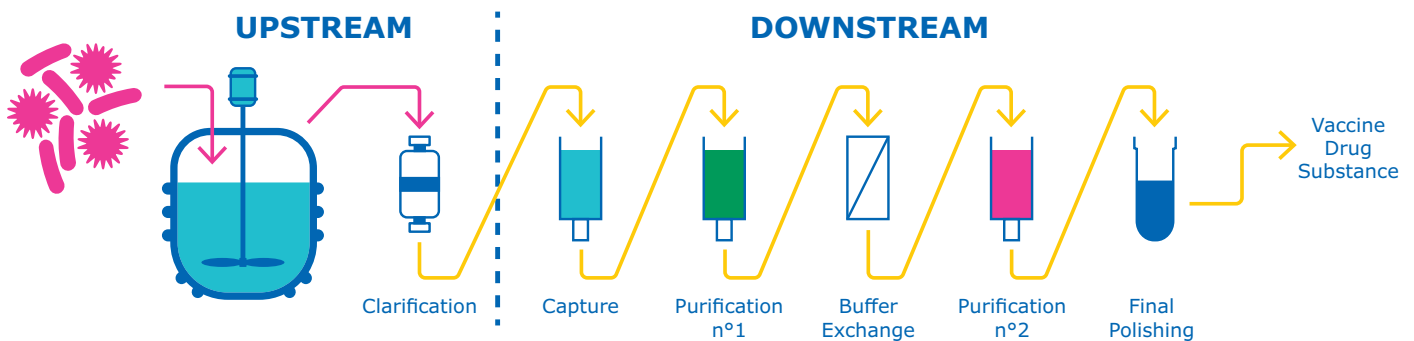 UPSTREAM
DOWNSTREAM
Vaccine
Drug
Substance
Clarification
Capture
Purification
n°1
Buffer
Exchange
Purification
n°2
Final
Polishing